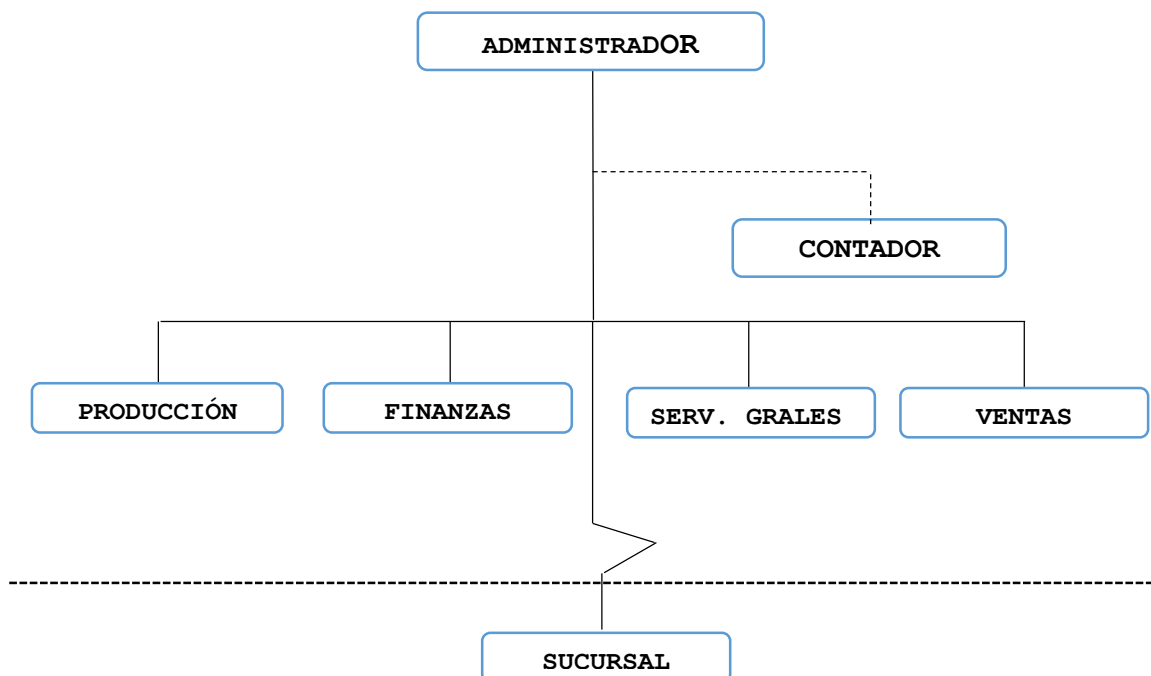 ADMINISTRADOR
CONTADOR
PRODUCCIÓN
FINANZAS
SERV. GRALES
VENTAS
SUCURSAL